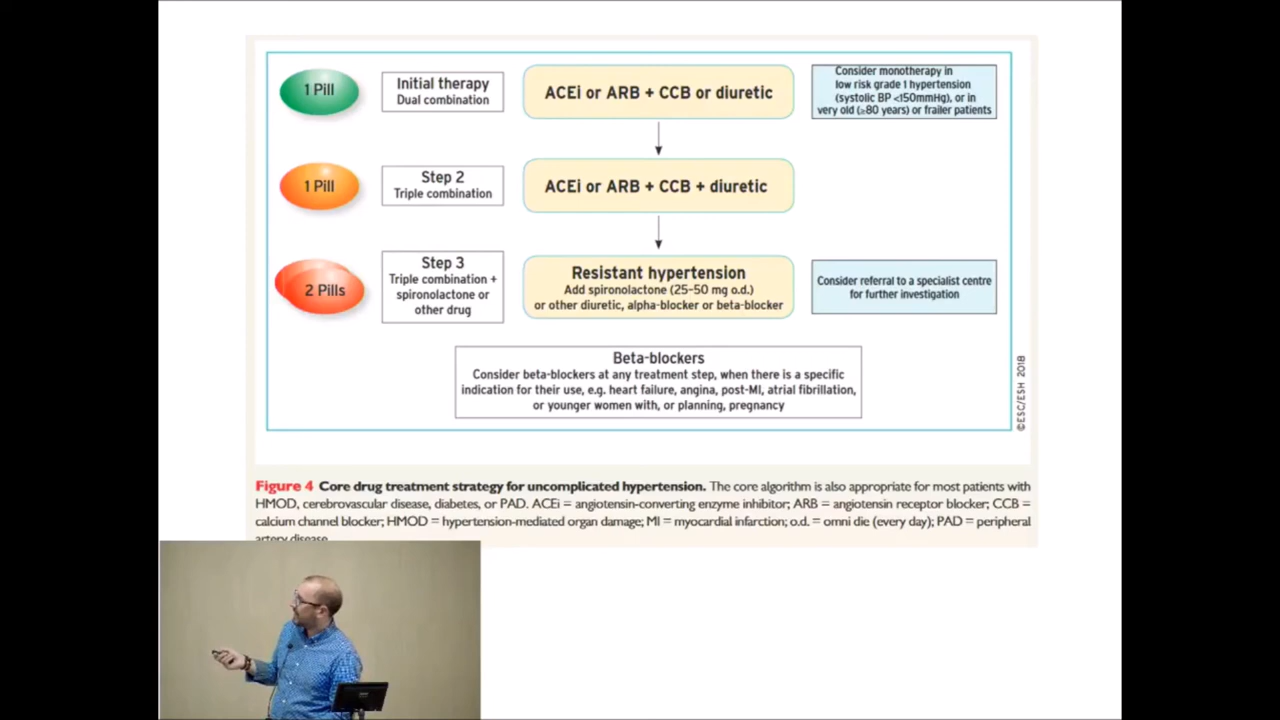 1 Pill
Initial therapy
Dual combination
ACEi or ARB + CCB or diuretic
Consider monotherapy in
low risk grade 1 hypertension
(systolic BP <150mmHg), or in
very old (≥80 years) or frailer patients
1 Pill
Step 2
Triple combination
ACEi or ARB + CCB + diuretic
2 Pills
Step 3
Triple combination +
spironolactone or
other drug
Resistant hypertension
Add spironolactone (25–50 mg o.d.)
or other diuretic, alpha-blocker or beta-blocker
Consider referral to a specialist centre
for further investigation
Beta-blockers
Consider beta-blockers at any treatment step, when there is a specific
indication for their use, e.g. heart failure, angina, post-MI, atrial fibrillation,
or younger women with, or planning, pregnancy
©ESC/ESH 2018
Figure 4 Core drug treatment strategy for uncomplicated hypertension. The core algorithm is also appropriate for most patients with
HMOD, cerebrovascular disease, diabetes, or PAD. ACEi = angiotensin-converting enzyme inhibitor; ARB = angiotensin receptor blocker; CCB =
calcium channel blocker; HMOD = hypertension-mediated organ damage; MI = myocardial infarction; o.d. = omni die (every day); PAD = peripheral
artery disease.